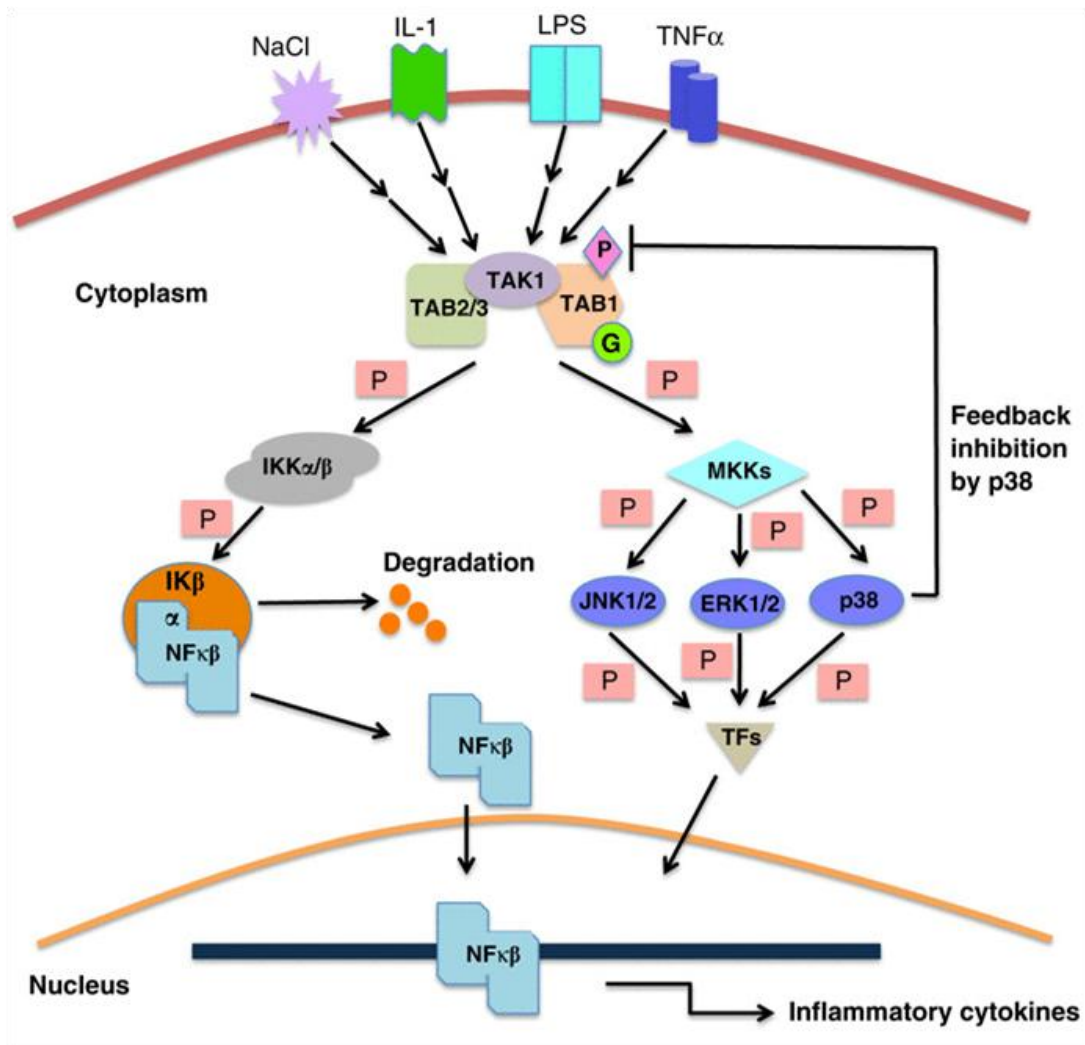 NaCl
IL-1
LPS
TNFα
P
TAK1
TAB2/3
TAB1
G
Cytoplasm
P
P
Feedback
inhibition
by p38
IKKα/β
MKKs
P
P
P
P
Degradation
IKβ
α
NFκβ
JNK1/2
ERK1/2
p38
P
P
P
TFs
NFκβ
NFκβ
Nucleus
Inflammatory cytokines